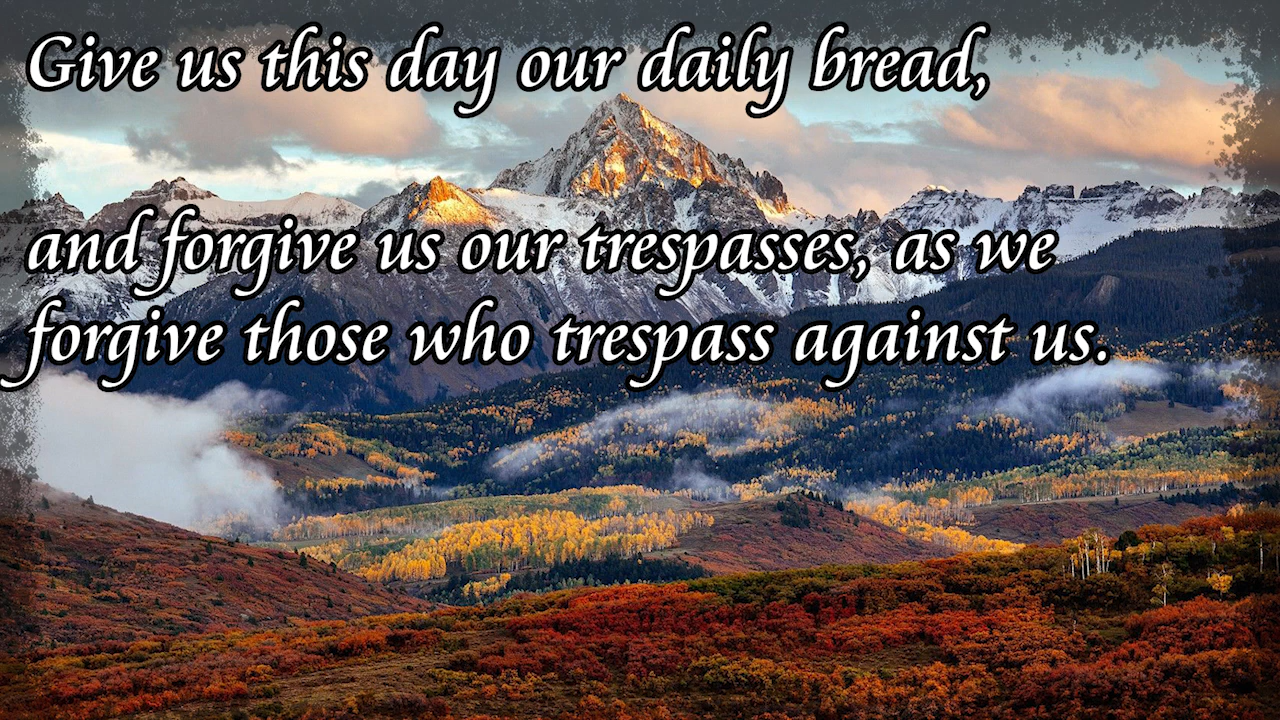 Give us this day our daily bread,
and forgive us our trespasses, as we
forgive those who trespass against us.